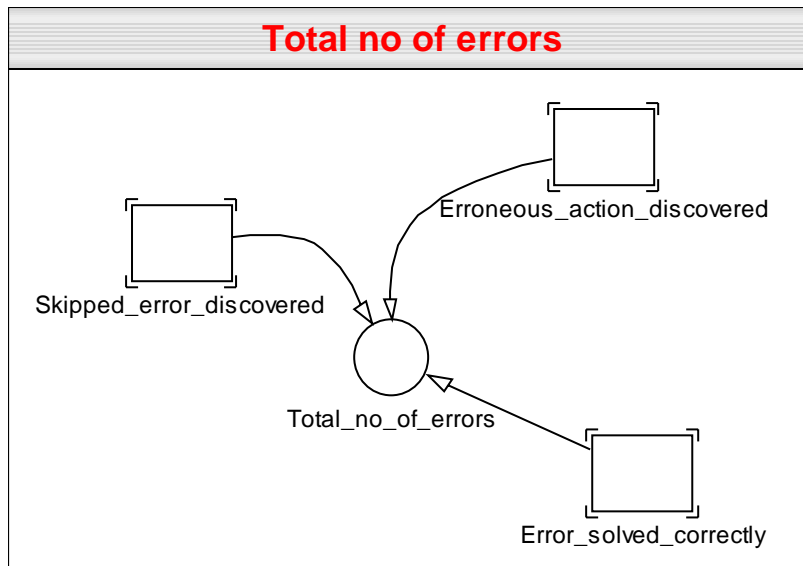 Total no of errors
Erroneous_action_discovered
Skipped_error_discovered
Total_no_of_errors
Error_solved_correctly